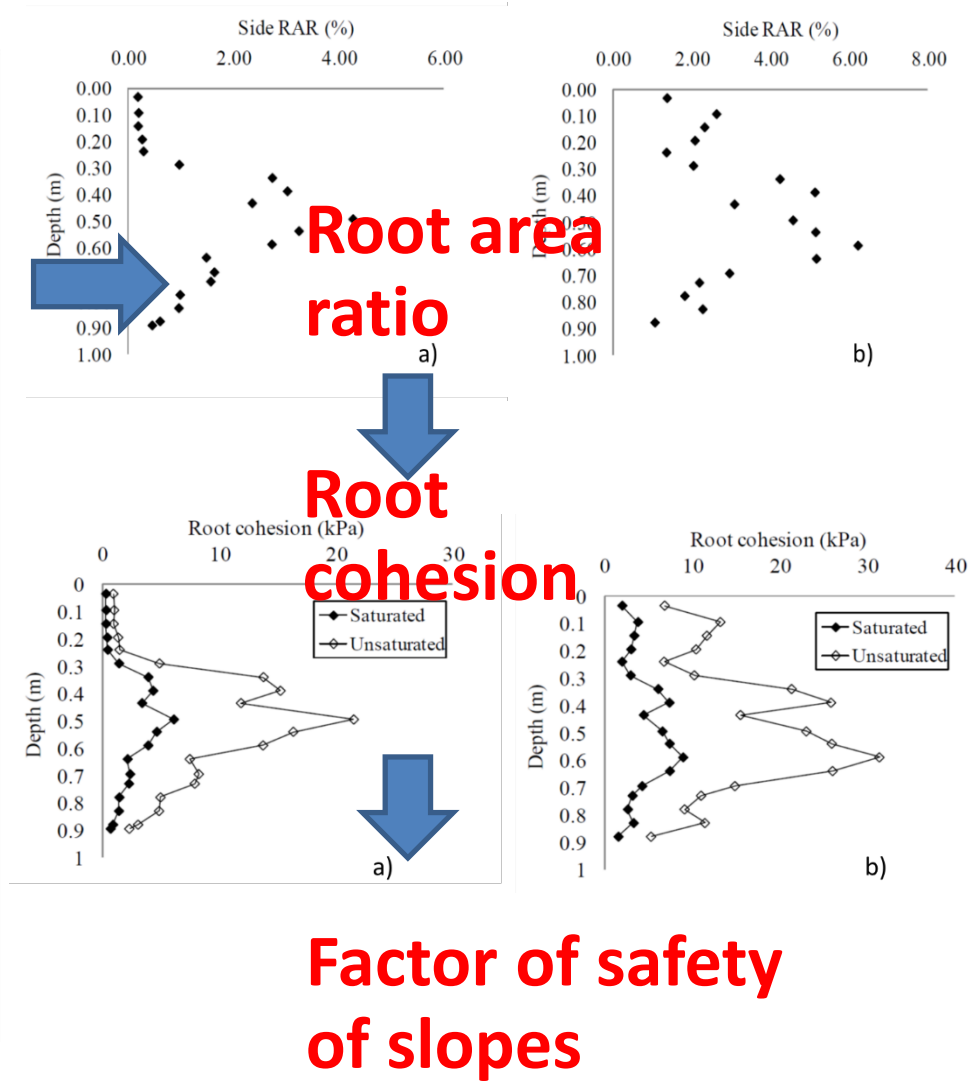 Side RAR (%)
0.00 2.00 4.00 6.00
0.00
0.10
0.20
0.30
0.40
0.50
0.60
0.90
1.00
Depth (m)
a)
Side RAR (%)
0.00 2.00 4.00 6.00 8.00
0.00
0.10
0.20
0.30
0.40
0.50
0.60
0.70
0.80
0.90
1.00
Depth (m)
b)
Root area
ratio
Root
cohesion
Root cohesion (kPa)
0 10 20 30
0
0.1
0.2
0.3
0.4
0.5
0.6
0.7
0.8
0.9
1
Depth (m)
Saturated
Unsaturated
a)
Root cohesion (kPa)
0 10 20 30 40
0
0.1
0.2
0.3
0.4
0.5
0.6
0.7
0.8
0.9
1
Depth (m)
Saturated
Unsaturated
b)
Factor of safety
of slopes